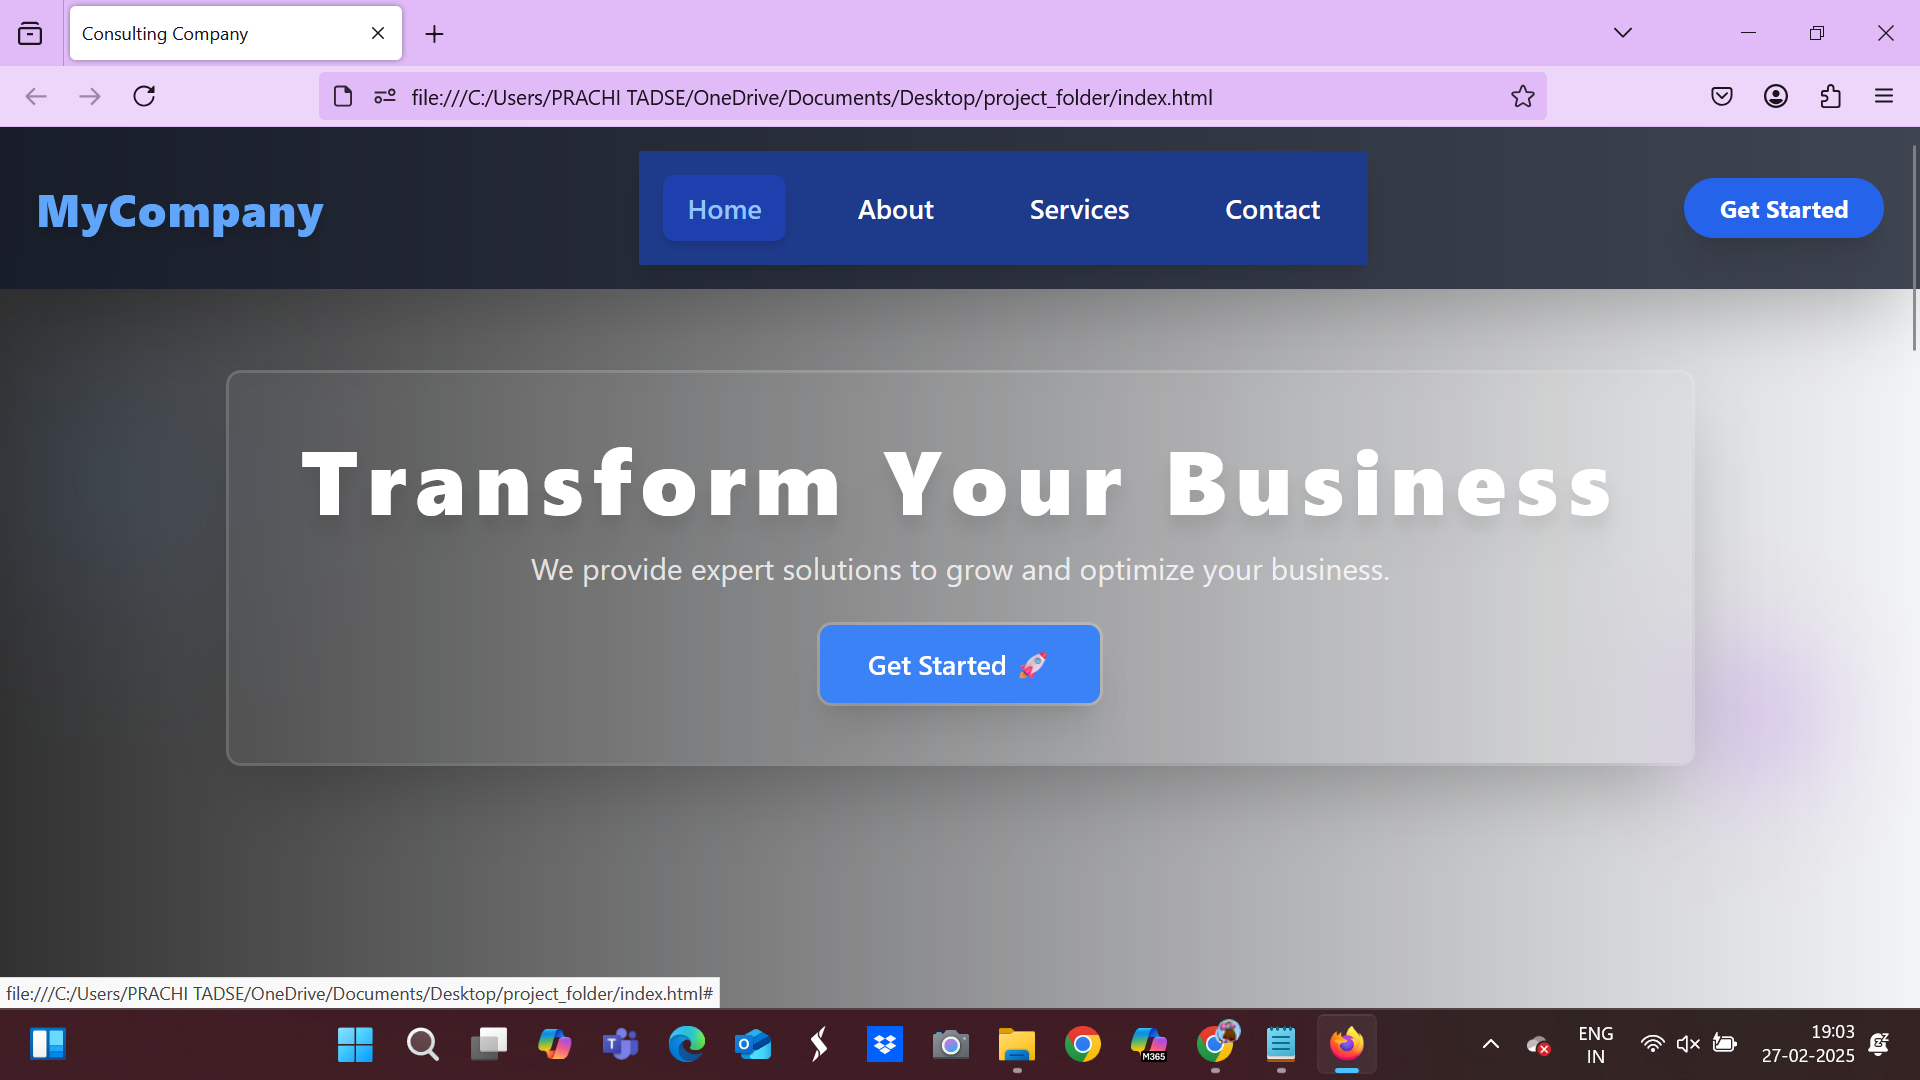 Consulting Company
file:///C:/Users/PRACHI TADSE/OneDrive/Documents/Desktop/project_folder/index.html
MyCompany
Home
About
Services
Contact
Get Started
Transform Your Business
We provide expert solutions to grow and optimize your business.
Get Started 🚀
file:///C:/Users/PRACHI TADSE/OneDrive/Documents/Desktop/project_folder/index.html#
M365
ENG
IN
19:03
27-02-2025